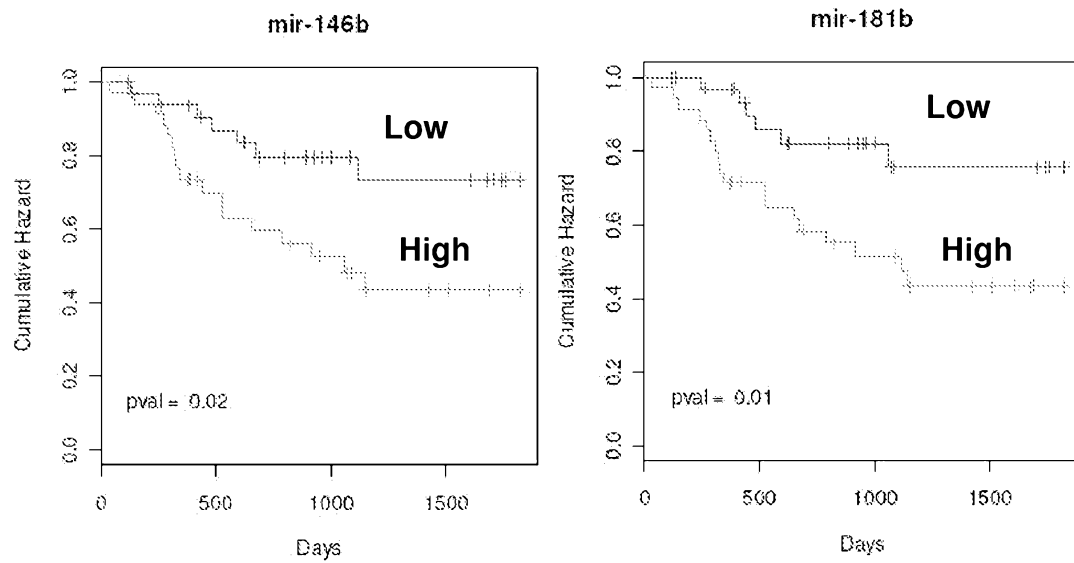 mir-146b
Cumulative Hazard
1.0
0.8
0.6
0.4
0.2
0.0
Low
High
pval = 0.02
0 500 1000 1500
Days
mir-181b
Cumulative Hazard
1.0
0.8
0.6
0.4
0.2
0.0
Low
High
pval = 0.01
0 500 1000 1500
Days